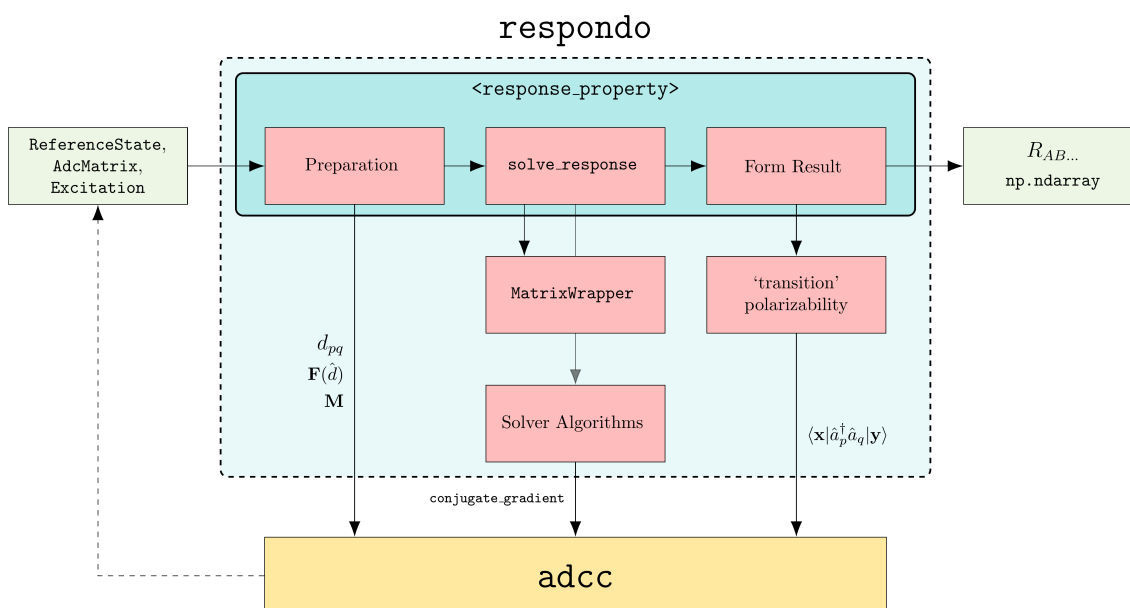 respondo
<response_property>
ReferenceState,
AdcMatrix,
Excitation
Preparation
solve_response
Form Result
R_{AB...}
np.ndarray
MatrixWrapper
‘transition’
polarizability
d_{pq}
F(d̂)
M
Solver Algorithms
⟨x|â_p^†â_q|y⟩
conjugate_gradient
adcc